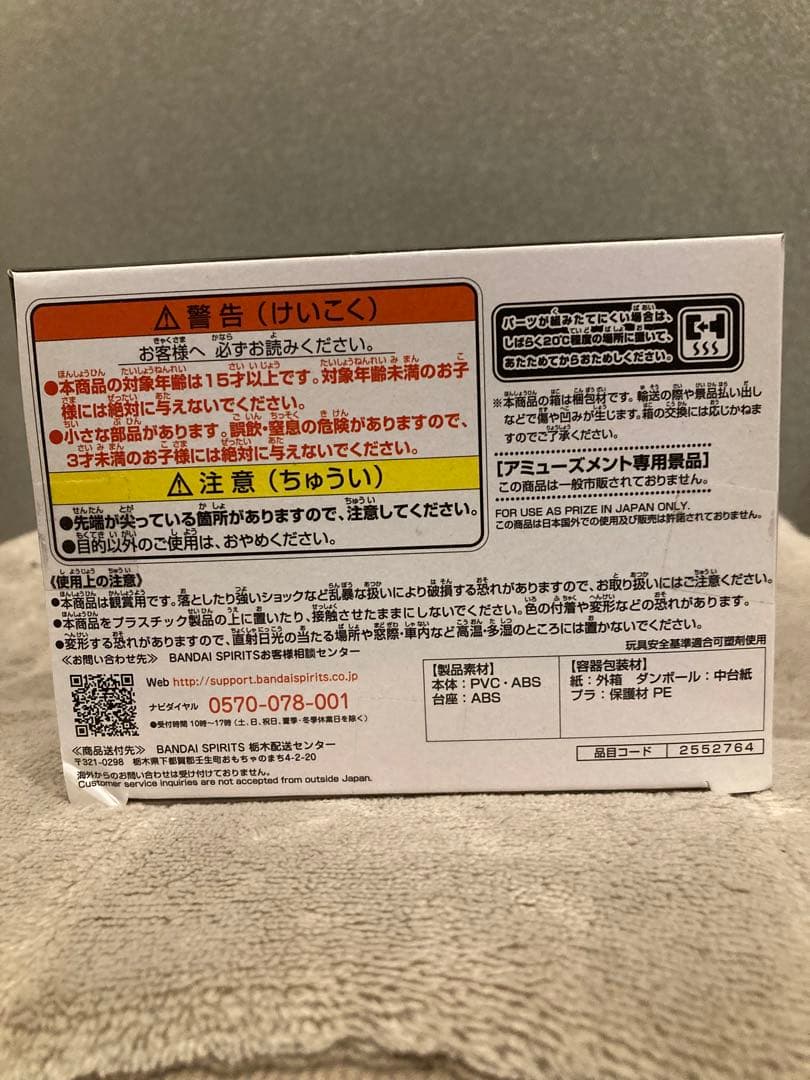 警告(けいこく)
お客様へ 必ずお読みください。
●本商品の対象年齢は15才以上です。対象年齢未満のお子
様には絶対に与えないでください。
●小さな部品があります。誤飲・窒息の危険がありますので、
3才未満のお子様には絶対に与えないでください。
注意(ちゅうい)
●先端が尖っている箇所がありますので、注意してください。
●目的以外のご使用は、おやめください。
パーツが組みたてにくい場合は、
しばらく20℃程度の場所に置いて、
あたためてからおためしください。
※本商品の箱は梱包材です。輸送の際や景品払い出し
などで傷や凹みが生じます。箱の交換には応じかねま
すのでご了承ください。
[アミューズメント専用景品]
この商品は一般市販されておりません。
FOR USE AS PRIZE IN JAPAN ONLY.
この商品は日本国外での使用及び販売は許諾されておりません。
《使用上の注意》
●本商品は観賞用です。落としたり強いショックなど乱暴な扱いにより破損する恐れがありますので、お取り扱いにはご注意ください。
●本商品をプラスチック製品の上に置いたり、接触させたままにしないでください。色の付着や変形などの恐れがあります。
●変形する恐れがありますので、直射日光の当たる場所や窓際・車内など高温・多湿のところには置かないでください。
玩具安全基準適合可塑剤使用
≪お問い合わせ先≫ BANDAI SPIRITSお客様相談センター
Web http://support.bandaispirits.co.jp
ナビダイヤル 0570-078-001
●受付時間 10時~17時(土、日、祝日、夏季・冬季休業日を除く)
≪商品送付先≫ BANDAI SPIRITS 栃木配送センター
〒321-0298 栃木県下都賀郡壬生町おもちゃのまち4-2-20
海外からのお問い合わせは受け付けておりません。
Customer service inquiries are not accepted from outside Japan.
【製品素材】
本体:PVC・ABS
台座:ABS
【容器包装材】
紙:外箱 ダンボール:中台紙
プラ:保護材 PE
品目コード 2552764